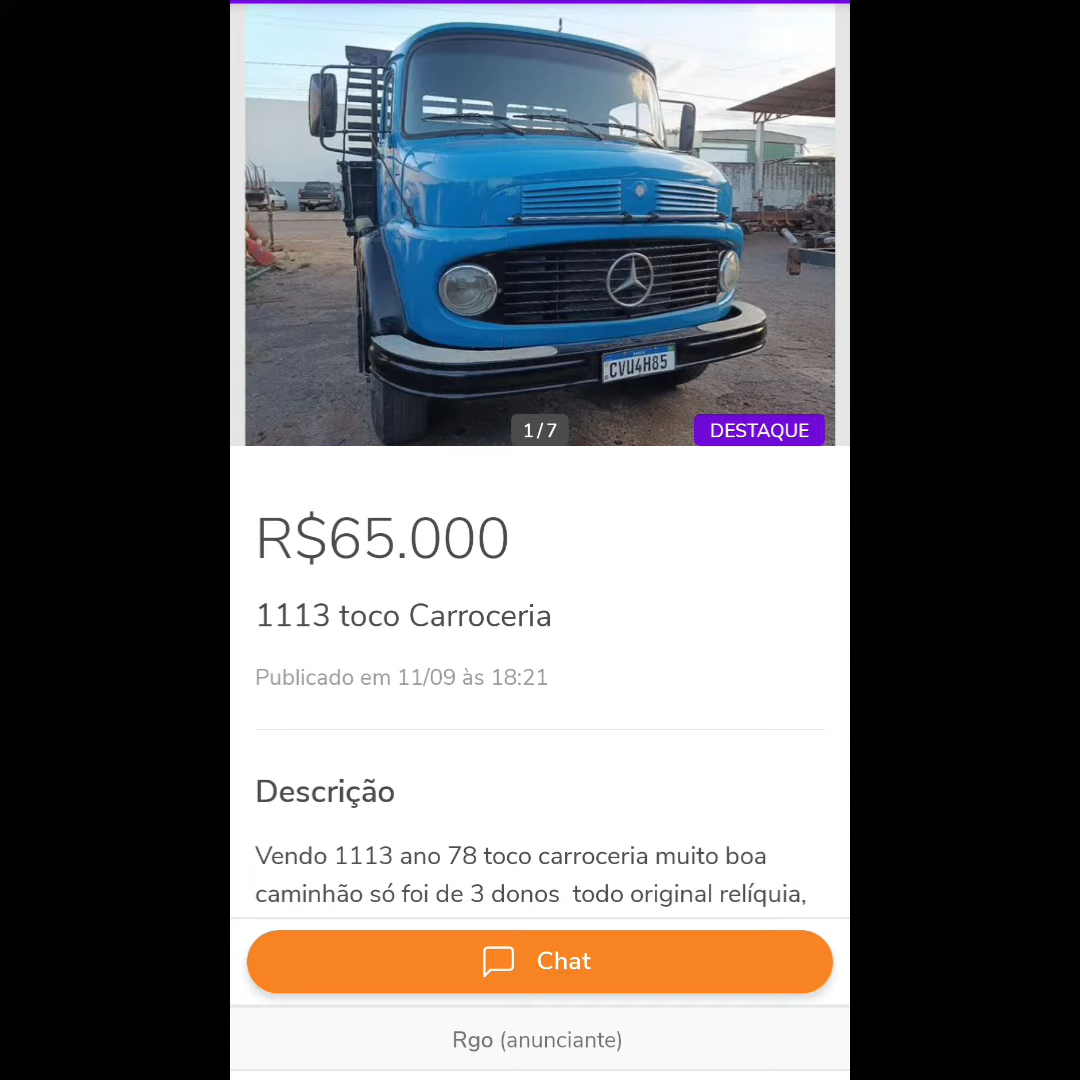 CVU4H85
1/7
DESTAQUE
R$65.000
1113 toco Carroceria
Publicado em 11/09 às 18:21
Descrição
Vendo 1113 ano 78 toco carroceria muito boa
caminhão só foi de 3 donos  todo original relíquia,
Chat
Rgo (anunciante)